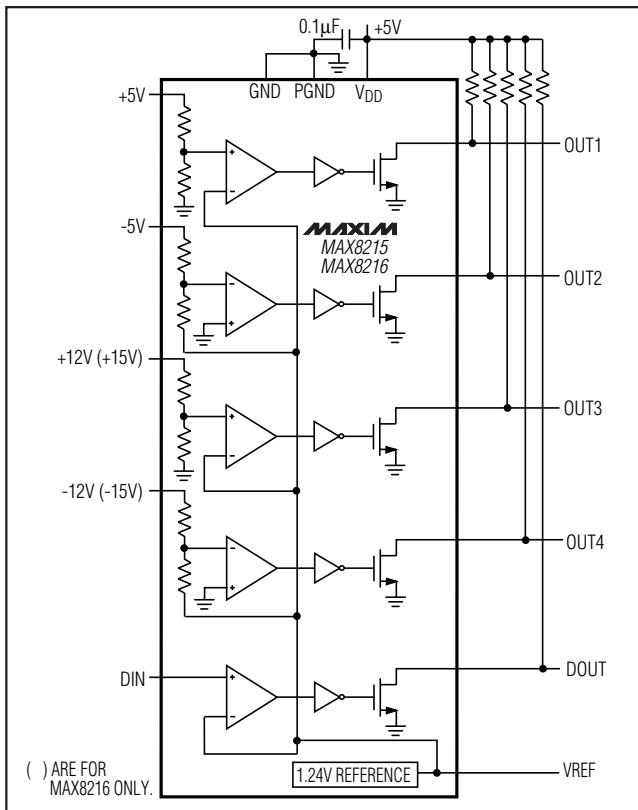 0.1μF
+5V
GND
PGND
VDD
+5V
+
-
OUT1
MAXIM
MAX8215
MAX8216
-5V
-
+
OUT2
+12V (+15V)
+
-
OUT3
-12V (-15V)
-
+
OUT4
DIN
+
-
DOUT
1.24V REFERENCE
VREF
( ) ARE FOR
MAX8216 ONLY.